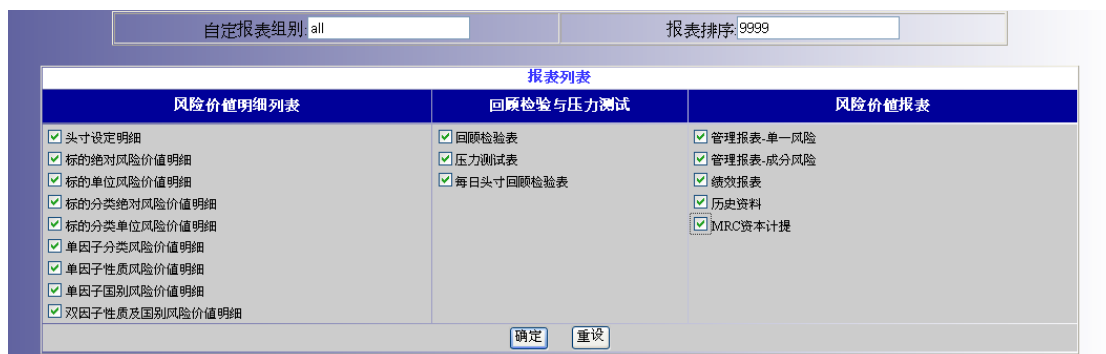 自定报表组别: all 报表排序: 9999
报表列表
风险价值明细列表 回顾检验与压力测试 风险价值报表
头寸设定明细 回顾检验表 管理报表-单一风险
标的绝对风险价值明细 压力测试表 管理报表-成分风险
标的单位风险价值明细 每日头寸回顾检验表 绩效报表
标的分类绝对风险价值明细 历史资料
标的分类单位风险价值明细 MRC资本计提
单因子分类风险价值明细
单因子性质风险价值明细
单因子国别风险价值明细
双因子性质及国别风险价值明细
确定 重设